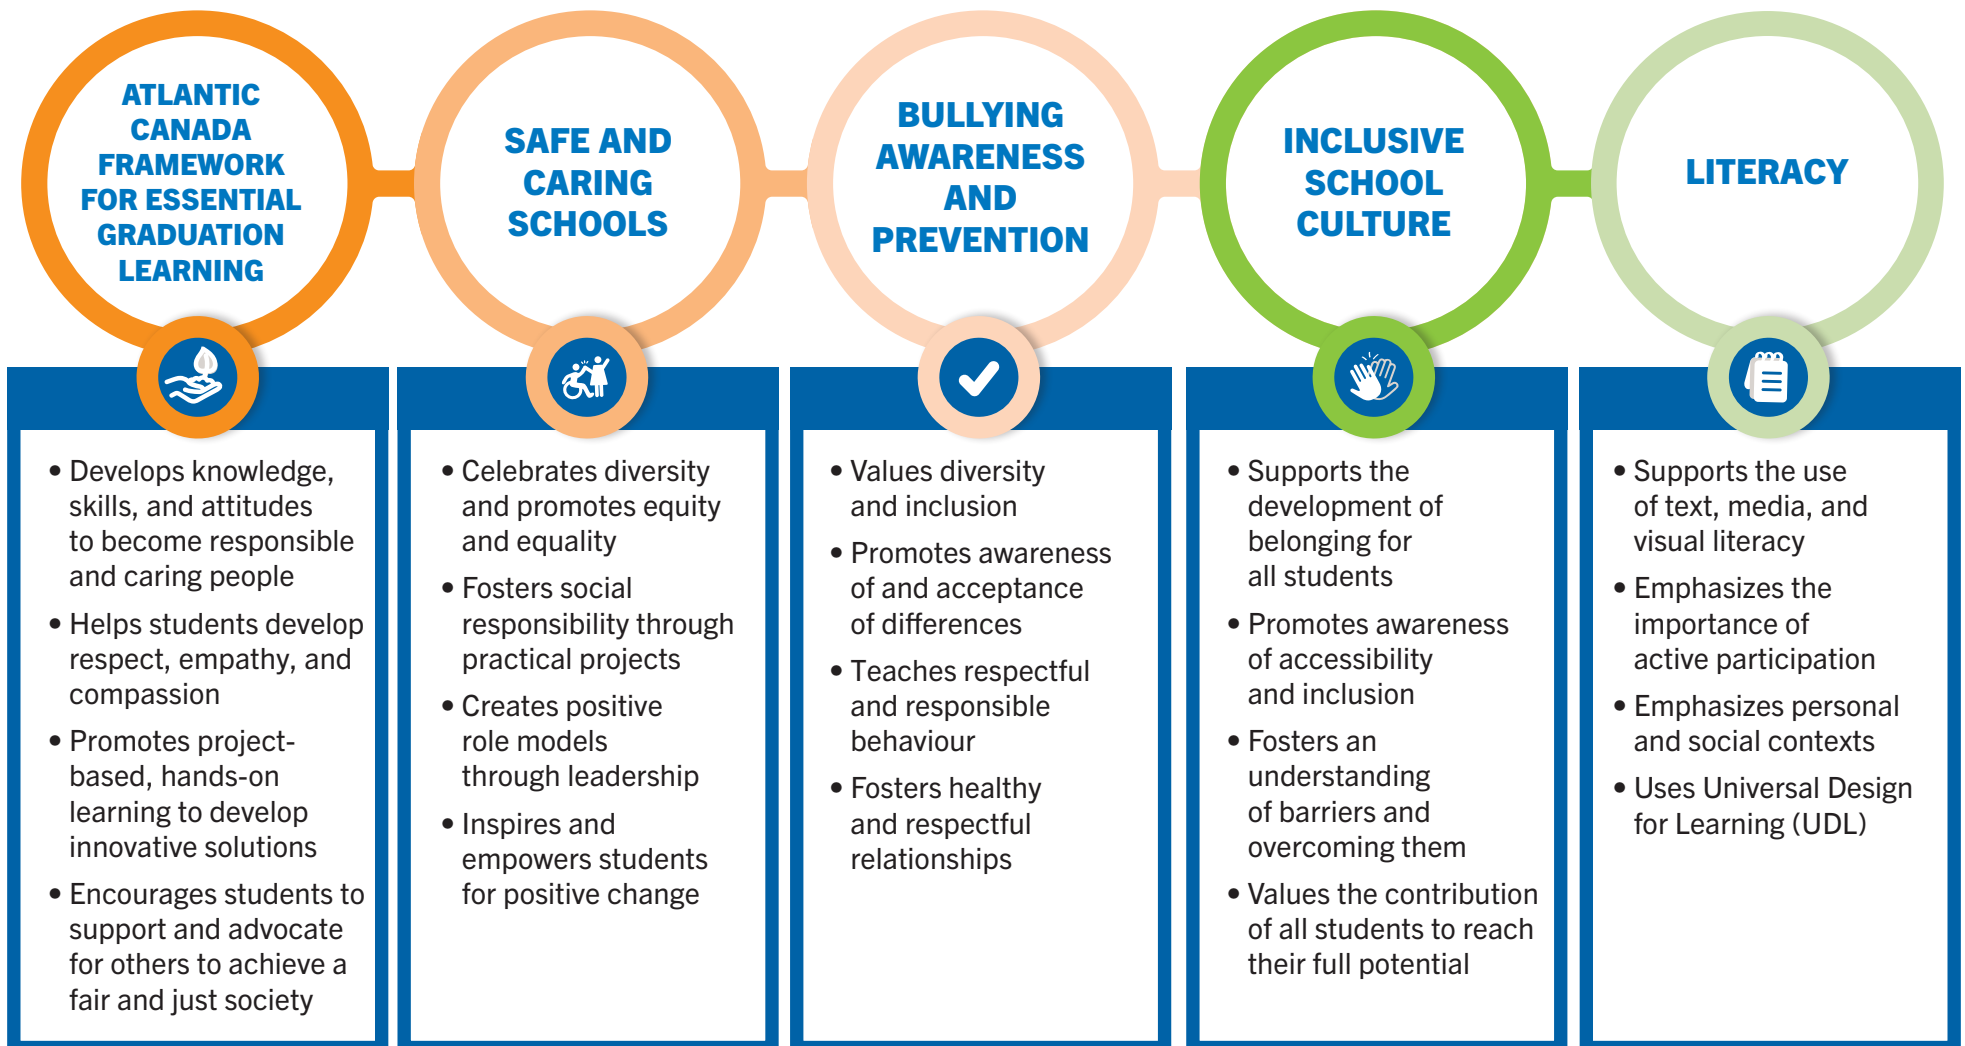 ATLANTIC
CANADA
FRAMEWORK
FOR ESSENTIAL
GRADUATION
LEARNING
• Develops knowledge,
skills, and attitudes
to become responsible
and caring people
• Helps students develop
respect, empathy, and
compassion
• Promotes project-
based, hands-on
learning to develop
innovative solutions
• Encourages students to
support and advocate
for others to achieve a
fair and just society
SAFE AND
CARING
SCHOOLS
• Celebrates diversity
and promotes equity
and equality
• Fosters social
responsibility through
practical projects
• Creates positive
role models
through leadership
• Inspires and
empowers students
for positive change
BULLYING
AWARENESS
AND
PREVENTION
• Values diversity
and inclusion
• Promotes awareness
of and acceptance
of differences
• Teaches respectful
and responsible
behaviour
• Fosters healthy
and respectful
relationships
INCLUSIVE
SCHOOL
CULTURE
• Supports the
development of
belonging for
all students
• Promotes awareness
of accessibility
and inclusion
• Fosters an
understanding
of barriers and
overcoming them
• Values the contribution
of all students to reach
their full potential
LITERACY
• Supports the use
of text, media, and
visual literacy
• Emphasizes the
importance of
active participation
• Emphasizes personal
and social contexts
• Uses Universal Design
for Learning (UDL)